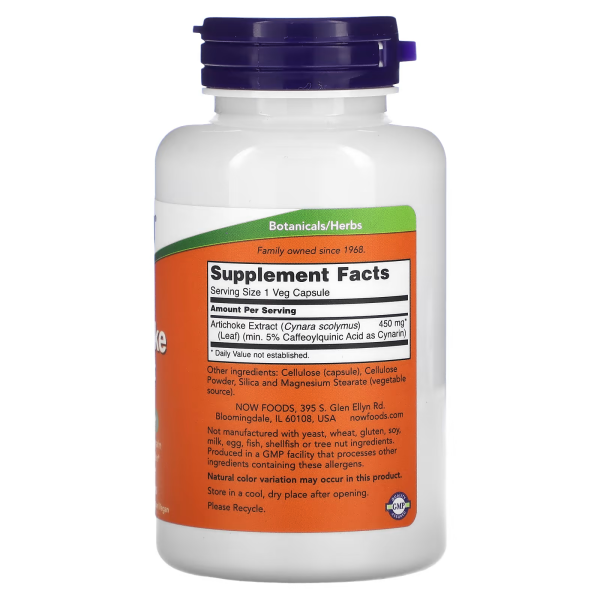 Botanicals/Herbs
Family owned since 1968.
Supplement Facts
Serving Size 1 Veg Capsule
Amount Per Serving
Artichoke Extract (Cynara scolymus) 450 mg*
(Leaf) (min. 5% Caffeoylquinic Acid as Cynarin)
* Daily Value not established.
Other ingredients: Cellulose (capsule), Cellulose
Powder, Silica and Magnesium Stearate (vegetable
source).
NOW FOODS, 395 S. Glen Ellyn Rd.
Bloomingdale, IL 60108, USA nowfoods.com
Not manufactured with yeast, wheat, gluten, soy,
milk, egg, fish, shellfish or tree nut ingredients.
Produced in a GMP facility that processes other
ingredients containing these allergens.
Natural color variation may occur in this product.
Store in a cool, dry place after opening.
Please Recycle.
GMP